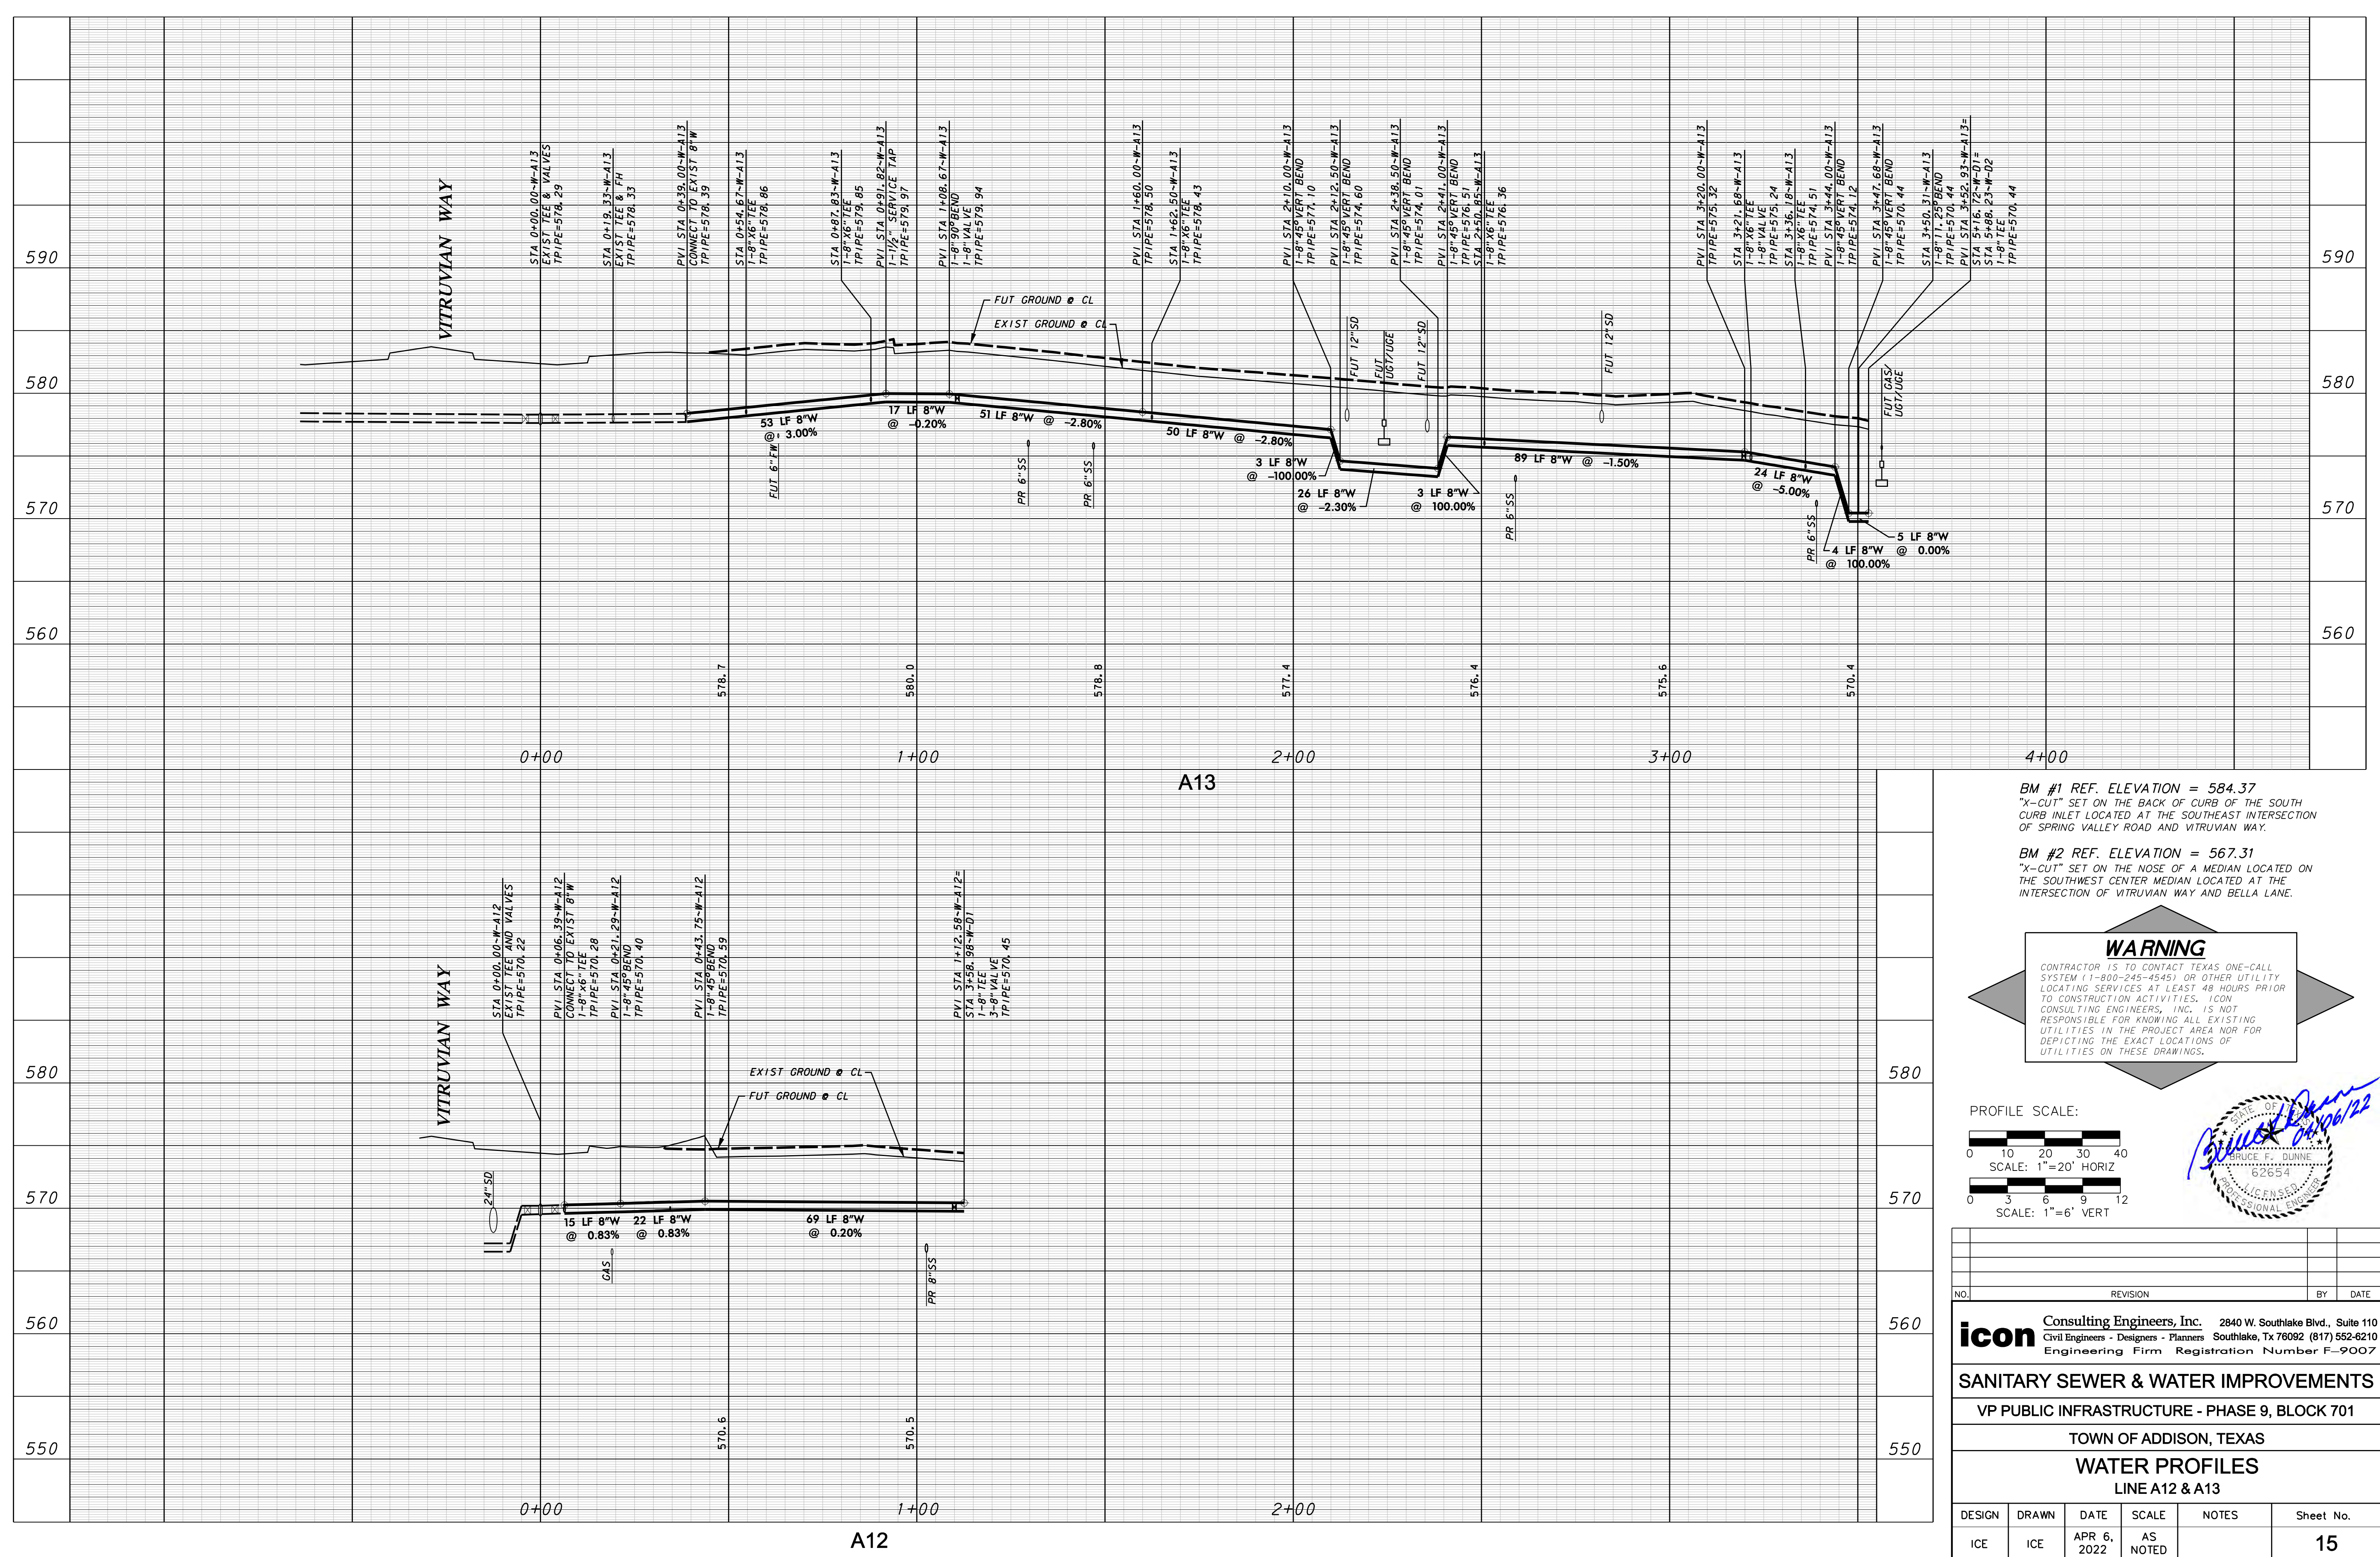 VITRUVIAN WAY
STA 0+00.00~W-A13
EXIST TEE & VALVES
TPIPE=578.29
STA 0+19.33~W-A13
EXIST TEE & FH
TPIPE=578.33
PVI STA 0+39.00~W-A13
CONNECT TO EXIST 8"W
TPIPE=578.39
STA 0+54.67~W-A13
1-8"X6"TEE
TPIPE=578.86
STA 0+87.83~W-A13
1-8"X6"TEE
TPIPE=579.85
PVI STA 0+91.82~W-A13
1-1/2" SERVICE TAP
TPIPE=579.97
PVI STA 1+08.67~W-A13
1-8"90°BEND
1-8"VALVE
TPIPE=579.94
PVI STA 1+60.00~W-A13
TPIPE=578.50
STA 1+62.50~W-A13
1-8"X6"TEE
TPIPE=578.43
PVI STA 2+10.00~W-A13
1-8"45°VERT BEND
TPIPE=577.10
PVI STA 2+12.50~W-A13
1-8"45°VERT BEND
TPIPE=574.60
PVI STA 2+38.50~W-A13
1-8"45°VERT BEND
TPIPE=574.01
PVI STA 2+41.00~W-A13
1-8"45°VERT BEND
TPIPE=576.51
STA 2+50.85~W-A13
1-8"X6"TEE
TPIPE=576.36
PVI STA 3+20.00~W-A13
TPIPE=575.32
STA 3+21.68~W-A13
1-8"X6"TEE
1-8"VALVE
TPIPE=575.24
STA 3+36.18~W-A13
1-8"X6"TEE
TPIPE=574.51
PVI STA 3+44.00~W-A13
1-8"45°VERT BEND
TPIPE=574.12
PVI STA 3+47.68~W-A13
1-8"45°VERT BEND
TPIPE=570.44
STA 3+50.31~W-A13
1-8"11.25°BEND
TPIPE=570.44
PVI STA 3+52.93~W-A13=
STA 5+16.72~W-D1=
STA 5+88.23~W-D2
1-8"TEE
TPIPE=570.44
590
590
FUT GROUND @ CL
EXIST GROUND @ CL
FUT 12"SD
FUT
UGT/UGE
FUT 12"SD
FUT 12"SD
FUT GAS/
UGT/UGE
580
580
53 LF 8"W
@ 3.00%
17 LF 8"W
@ -0.20%
51 LF 8"W @ -2.80%
50 LF 8"W @ -2.80%
3 LF 8"W
@ -100.00%
26 LF 8"W
@ -2.30%
3 LF 8"W
@ 100.00%
89 LF 8"W @ -1.50%
24 LF 8"W
@ -5.00%
5 LF 8"W
@ 0.00%
4 LF 8"W
@ 100.00%
FUT 6"FW
PR 6"SS
PR 6"SS
PR 6"SS
PR 6"SS
570
570
560
560
578.7
580.0
578.8
577.4
576.4
575.6
570.4
0+00
1+00
2+00
3+00
4+00
A13
VITRUVIAN WAY
STA 0+00.00~W-A12
EXIST TEE AND VALVES
TPIPE=570.22
PVI STA 0+06.39~W-A12
CONNECT TO EXIST 8"W
1-8"x6"TEE
TPIPE=570.28
PVI STA 0+21.29~W-A12
1-8"45°BEND
TPIPE=570.40
PVI STA 0+43.75~W-A12
1-8"45°BEND
TPIPE=570.59
PVI STA 1+12.58~W-A12=
STA 3+58.98~W-D1
1-8"TEE
3-8"VALVE
TPIPE=570.45
580
580
EXIST GROUND @ CL
FUT GROUND @ CL
24"SD
570
570
15 LF 8"W
@ 0.83%
22 LF 8"W
@ 0.83%
69 LF 8"W
@ 0.20%
GAS
PR 8"SS
560
560
570.6
570.5
550
550
0+00
1+00
2+00
A12
BM #1 REF. ELEVATION = 584.37
"X-CUT" SET ON THE BACK OF CURB OF THE SOUTH
CURB INLET LOCATED AT THE SOUTHEAST INTERSECTION
OF SPRING VALLEY ROAD AND VITRUVIAN WAY.
BM #2 REF. ELEVATION = 567.31
"X-CUT" SET ON THE NOSE OF A MEDIAN LOCATED ON
THE SOUTHWEST CENTER MEDIAN LOCATED AT THE
INTERSECTION OF VITRUVIAN WAY AND BELLA LANE.
WARNING
CONTRACTOR IS TO CONTACT TEXAS ONE-CALL
SYSTEM (1-800-245-4545) OR OTHER UTILITY
LOCATING SERVICES AT LEAST 48 HOURS PRIOR
TO CONSTRUCTION ACTIVITIES. ICON
CONSULTING ENGINEERS, INC. IS NOT
RESPONSIBLE FOR KNOWING ALL EXISTING
UTILITIES IN THE PROJECT AREA NOR FOR
DEPICTING THE EXACT LOCATIONS OF
UTILITIES ON THESE DRAWINGS.
PROFILE SCALE:
0 10 20 30 40
SCALE: 1"=20' HORIZ
0 3 6 9 12
SCALE: 1"=6' VERT
STATE OF
BRUCE F. DUNNE
62654
LICENSED
PROFESSIONAL ENGINEER
04/06/22
NO. REVISION BY DATE
icon Consulting Engineers, Inc. 2840 W. Southlake Blvd., Suite 110
Civil Engineers - Designers - Planners Southlake, Tx 76092 (817) 552-6210
Engineering Firm Registration Number F-9007
SANITARY SEWER & WATER IMPROVEMENTS
VP PUBLIC INFRASTRUCTURE - PHASE 9, BLOCK 701
TOWN OF ADDISON, TEXAS
WATER PROFILES
LINE A12 & A13
DESIGN DRAWN DATE SCALE NOTES Sheet No.
ICE ICE APR 6, 2022 AS NOTED 15